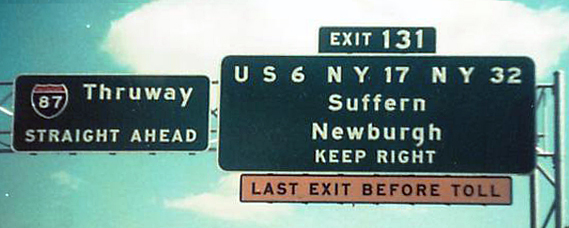 87 Thruway
STRAIGHT AHEAD
EXIT 131
US 6 NY 17 NY 32
Suffern
Newburgh
KEEP RIGHT
LAST EXIT BEFORE TOLL